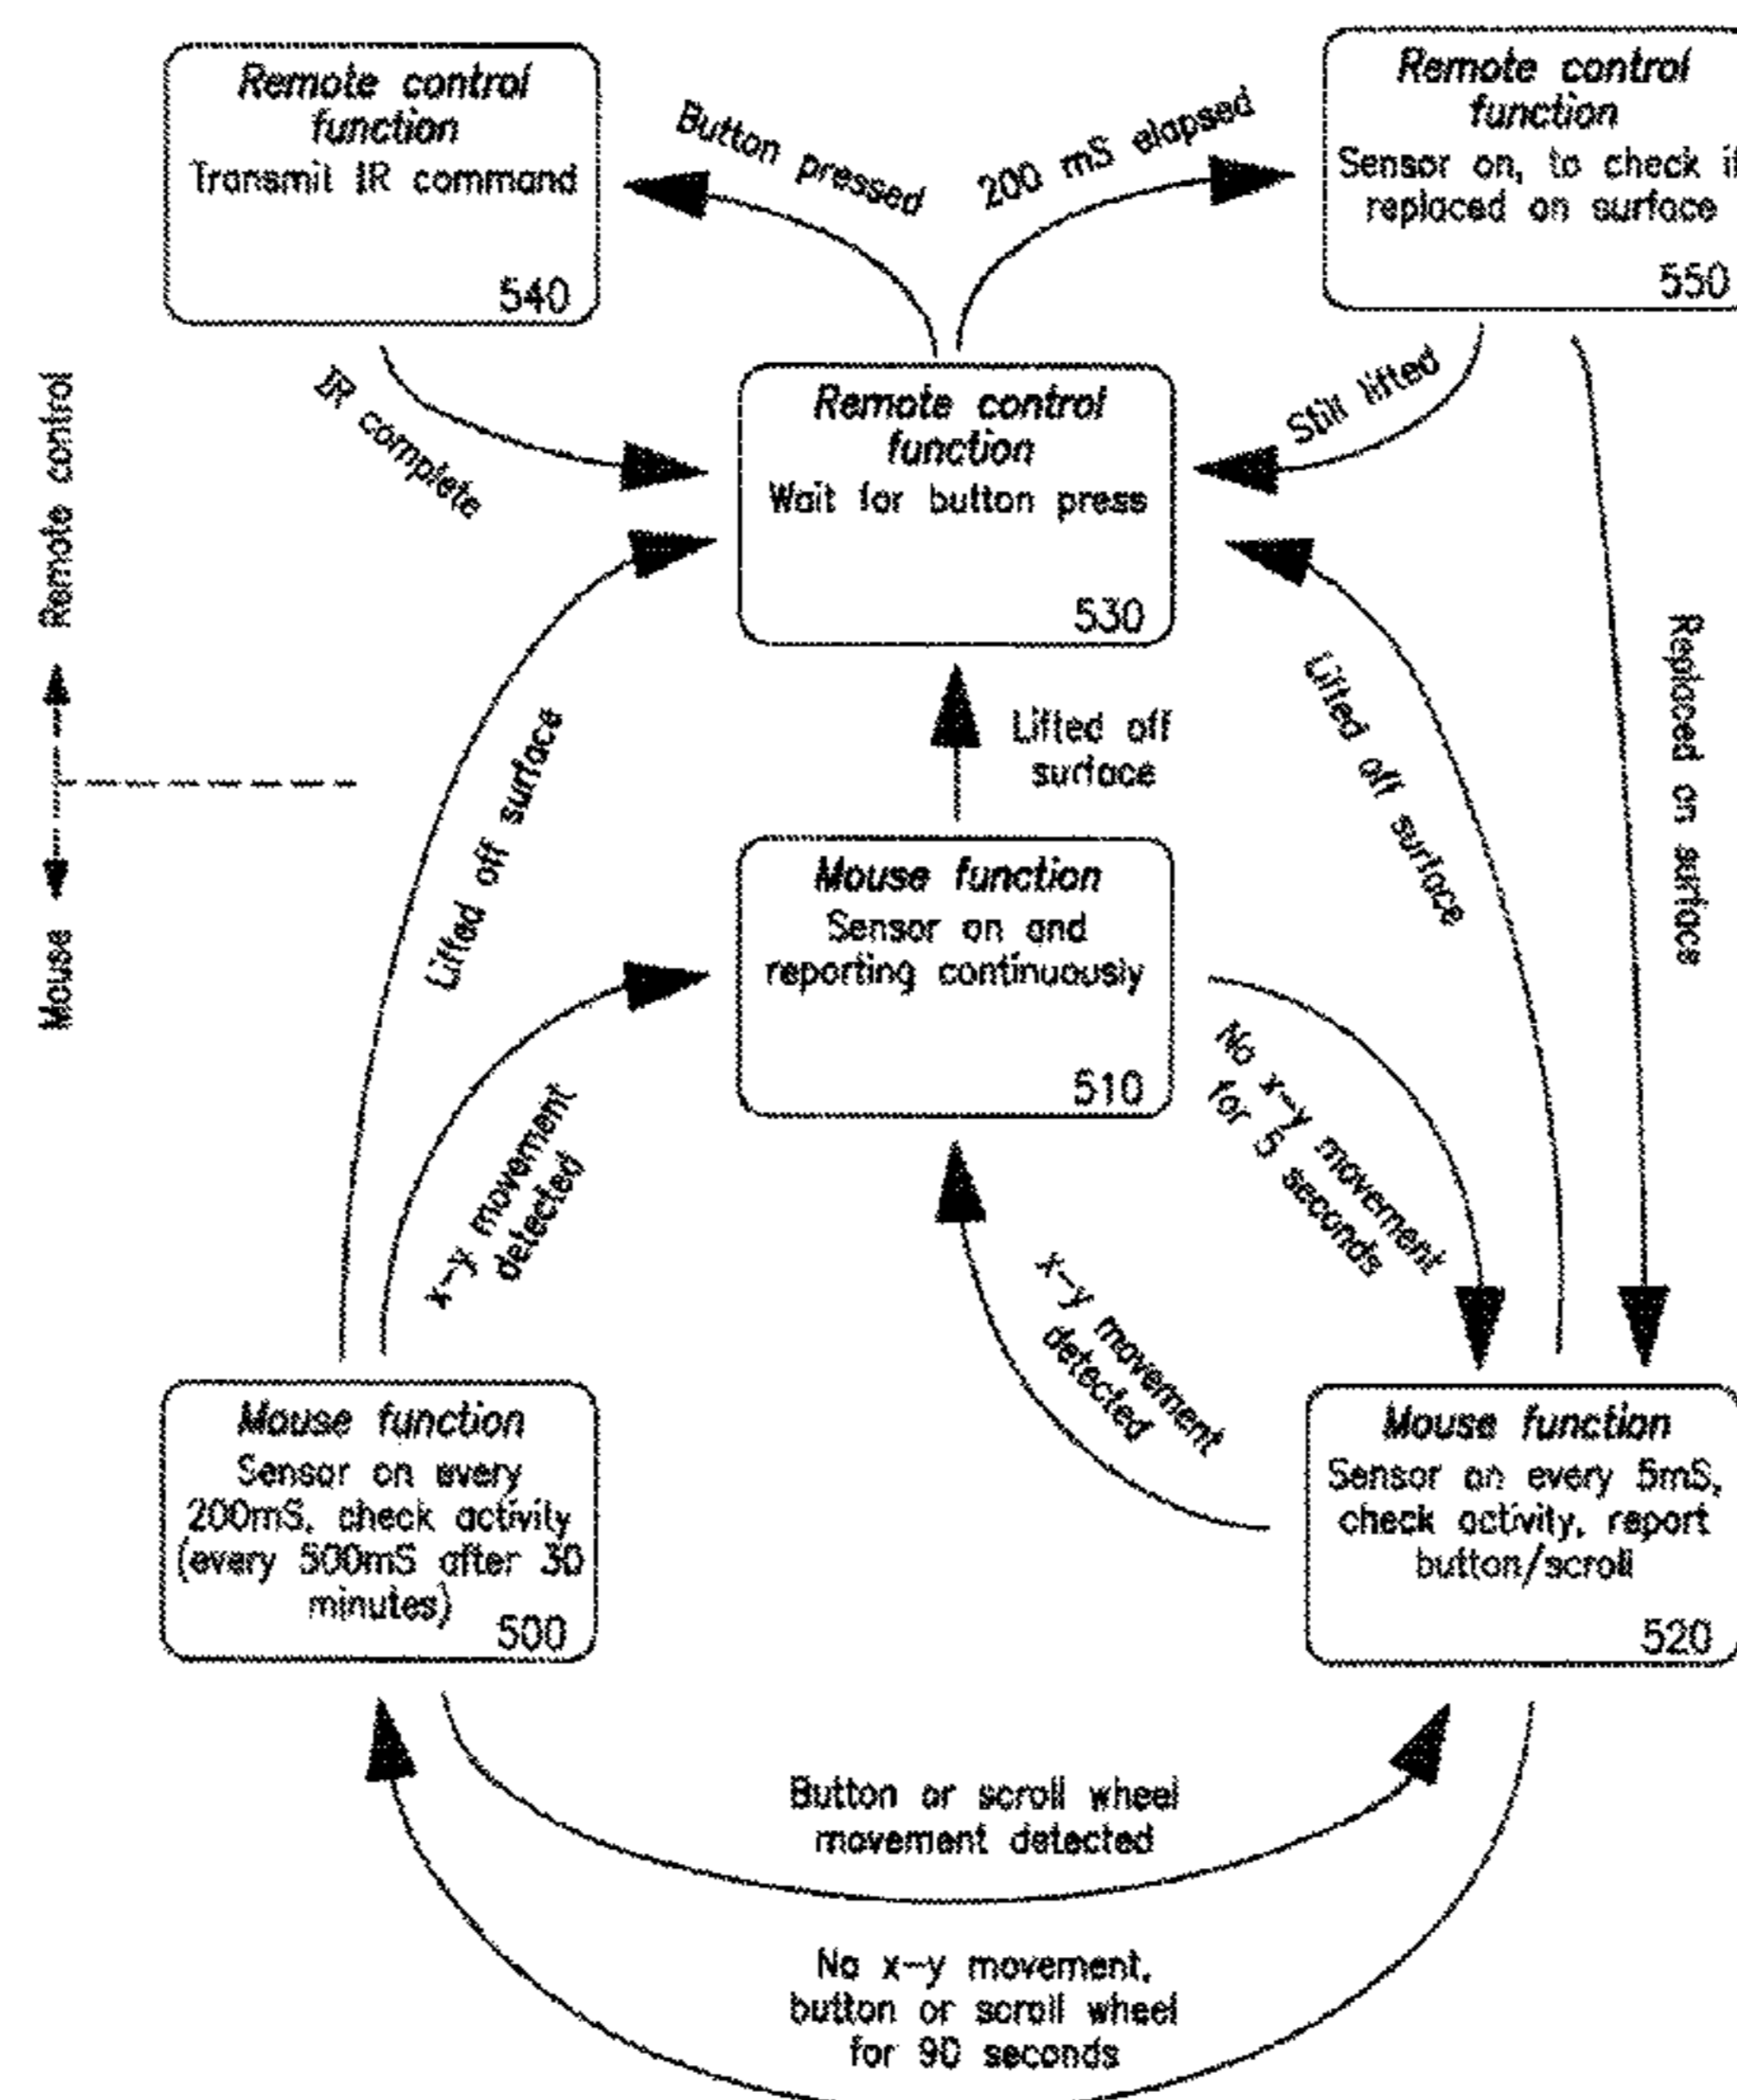 Remote control
function
Transmit IR command
540
Button pressed
200 mS elapsed
Remote control
function
Sensor on, to check if
replaced on surface
550
IR complete
Still lifted
Remote control
function
Wait for button press
530
Remote control
Mouse
Lifted off surface
Lifted off
surface
Lifted off surface
Replaced on surface
Mouse function
Sensor on and
reporting continuously
510
x-y movement
detected
No x-y movement
for 5 seconds
x-y movement
detected
Mouse function
Sensor on every
200mS, check activity
(every 500mS after 30
minutes)
500
Mouse function
Sensor on every 5mS,
check activity, report
button/scroll
520
Button or scroll wheel
movement detected
No x-y movement,
button or scroll wheel
for 90 seconds